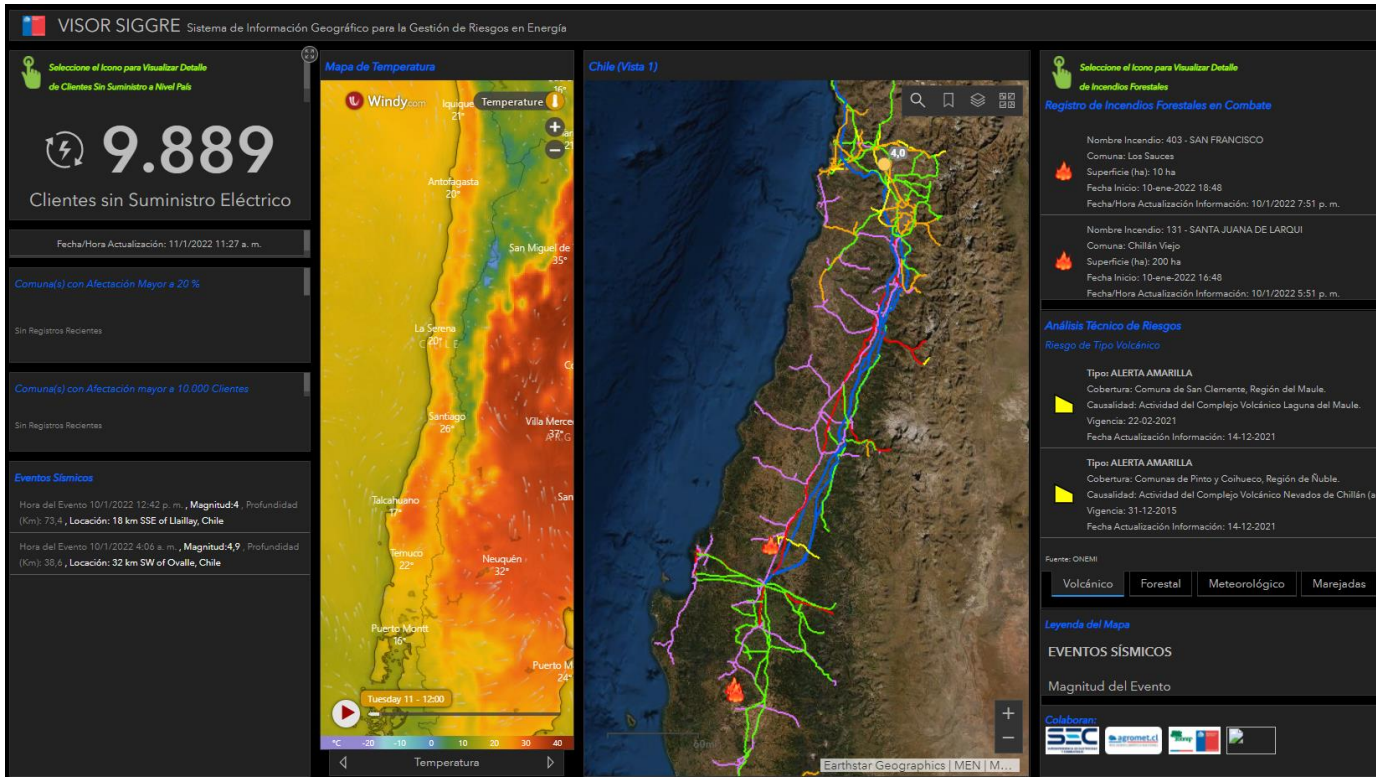 VISOR SIGGRE Sistema de Información Geográfico para la Gestión de Riesgos en Energía
Seleccione el Icono para Visualizar Detalle
de Clientes Sin Suministro a Nivel País
9.889
Clientes sin Suministro Eléctrico
Fecha/Hora Actualización: 11/1/2022 11:27 a. m.
Comuna(s) con Afectación Mayor a 20 %
Sin Registros Recientes
Comuna(s) con Afectación mayor a 10.000 Clientes
Sin Registros Recientes
Eventos Sísmicos
Hora del Evento 10/1/2022 12:42 p. m. , Magnitud:4 , Profundidad
(Km): 73,4 , Locación: 18 km SSE of Llaillay, Chile
Hora del Evento 10/1/2022 4:06 a. m. , Magnitud:4,9 , Profundidad
(Km): 38,6 , Locación: 32 km SW of Ovalle, Chile
Mapa de Temperatura
16°
Windy.com
Iquique
21°
Temperature
+
−
21
Antofagasta
20°
San Miguel de
35°
La Serena
20°
CHILE
Santiago
26°
Villa Merce
37°
ARG
Talcahuano
17°
San
Temuco
22°
Neuquén
32°
Puerto Montt
16°
Puerto M
24°
Tuesday 11 - 12:00
°C -20 -10 0 10 20 30 40
Temperatura
Chile (Vista 1)
4,0
60m
+
−
Earthstar Geographics | MEN | M...
Seleccione el Icono para Visualizar Detalle
de Incendios Forestales
Registro de Incendios Forestales en Combate
Nombre Incendio: 403 - SAN FRANCISCO
Comuna: Los Sauces
Superficie (ha): 10 ha
Fecha Inicio: 10-ene-2022 18:48
Fecha/Hora Actualización Información: 10/1/2022 7:51 p. m.
Nombre Incendio: 131 - SANTA JUANA DE LARQUI
Comuna: Chillán Viejo
Superficie (ha): 200 ha
Fecha Inicio: 10-ene-2022 16:48
Fecha/Hora Actualización Información: 10/1/2022 5:51 p. m.
Análisis Técnico de Riesgos
Riesgo de Tipo Volcánico
Tipo: ALERTA AMARILLA
Cobertura: Comuna de San Clemente, Región del Maule.
Causalidad: Actividad del Complejo Volcánico Laguna del Maule.
Vigencia: 22-02-2021
Fecha Actualización Información: 14-12-2021
Tipo: ALERTA AMARILLA
Cobertura: Comunas de Pinto y Coihueco, Región de Ñuble.
Causalidad: Actividad del Complejo Volcánico Nevados de Chillán (a
Vigencia: 31-12-2015
Fecha Actualización Información: 14-12-2021
Fuente: ONEMI
Volcánico Forestal Meteorológico Marejadas
Leyenda del Mapa
EVENTOS SÍSMICOS
Magnitud del Evento
Colaboran:
SEC agromet.cl